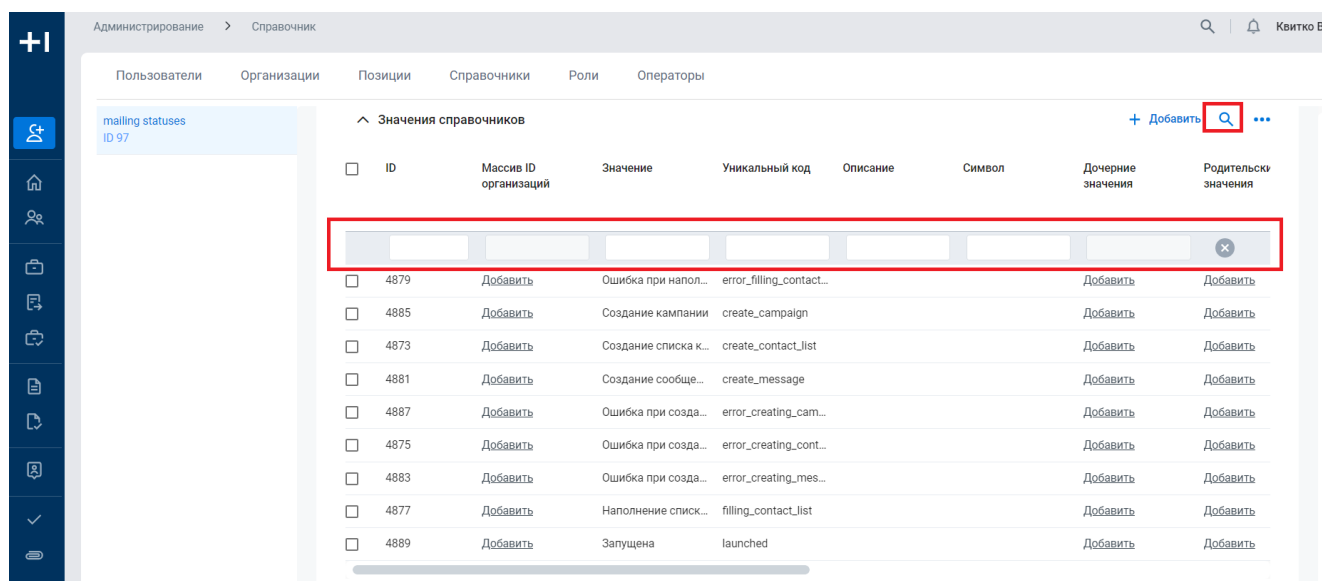 Администрирование > Справочник
Квитко В
Пользователи Организации Позиции Справочники Роли Операторы
mailing statuses
ID 97
Значения справочников
+ Добавить
ID Массив ID организаций Значение Уникальный код Описание Символ Дочерние значения Родительски значения
4879 Добавить Ошибка при напол... error_filling_contact... Добавить Добавить
4885 Добавить Создание кампании create_campaign Добавить Добавить
4873 Добавить Создание списка к... create_contact_list Добавить Добавить
4881 Добавить Создание сообще... create_message Добавить Добавить
4887 Добавить Ошибка при созда... error_creating_cam... Добавить Добавить
4875 Добавить Ошибка при созда... error_creating_cont... Добавить Добавить
4883 Добавить Ошибка при созда... error_creating_mes... Добавить Добавить
4877 Добавить Наполнение списк... filling_contact_list Добавить Добавить
4889 Добавить Запущена launched Добавить Добавить